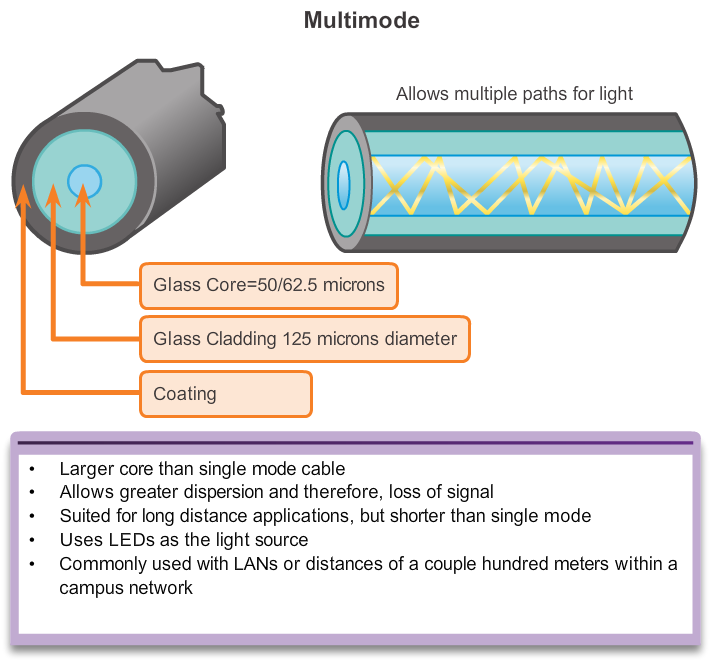 Multimode
Allows multiple paths for light
Glass Core=50/62.5 microns
Glass Cladding 125 microns diameter
Coating
• Larger core than single mode cable
• Allows greater dispersion and therefore, loss of signal
• Suited for long distance applications, but shorter than single mode
• Uses LEDs as the light source
• Commonly used with LANs or distances of a couple hundred meters within a
campus network